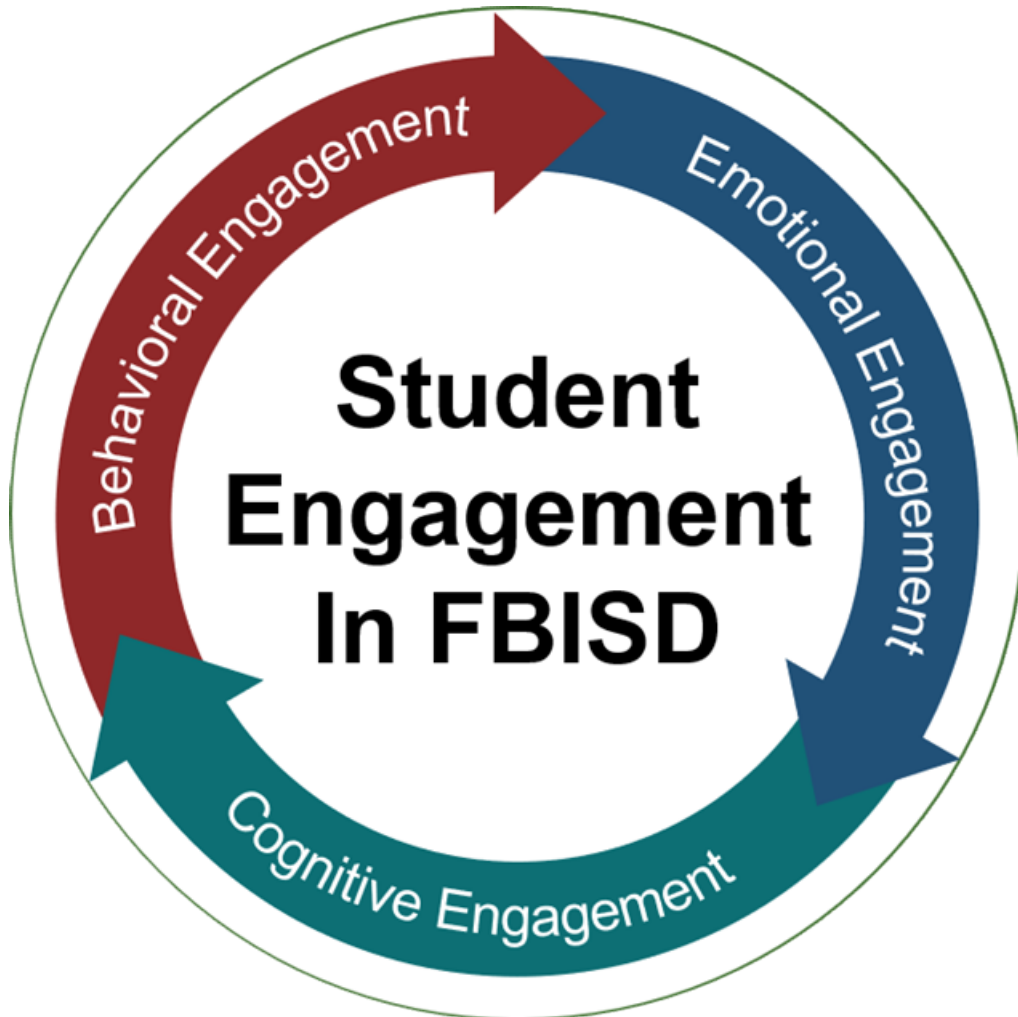 Behavioral Engagement
Emotional Engagement
Student
Engagement
In FBISD
Cognitive Engagement